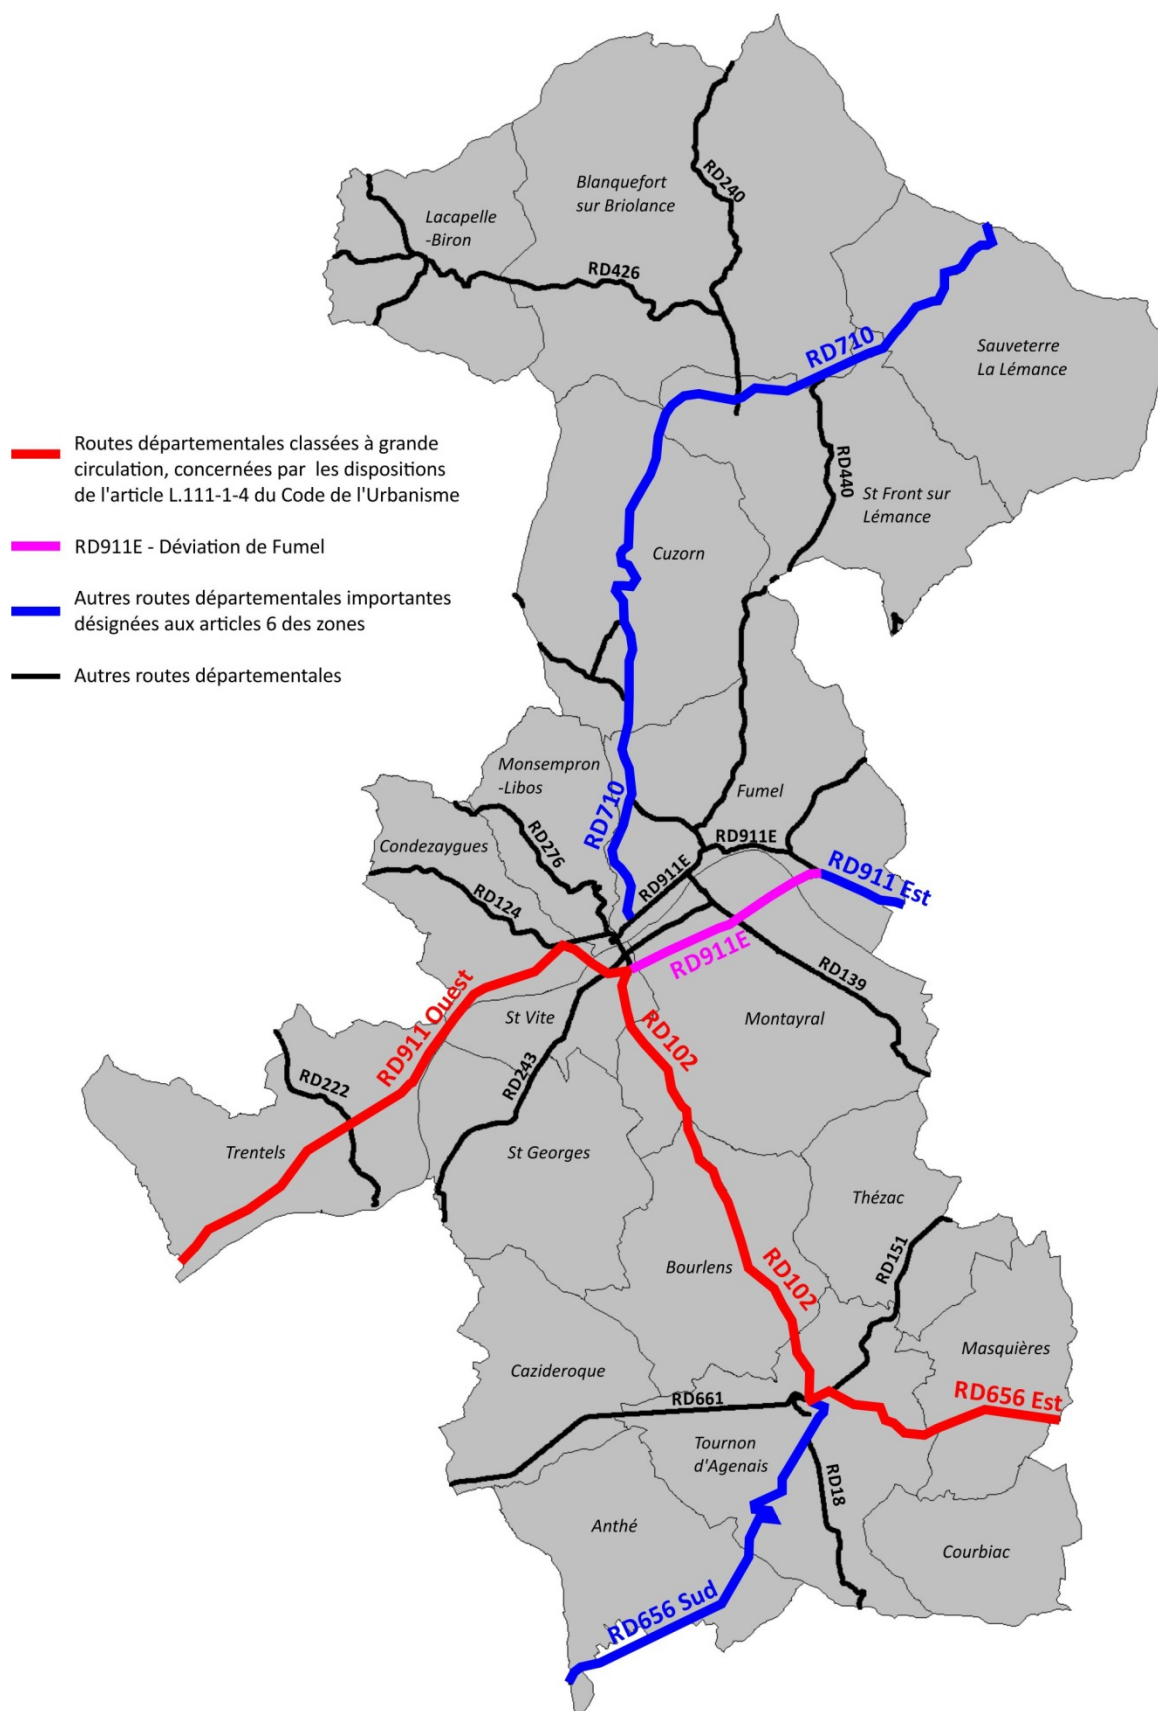 RD240
Blanquefort
sur Briolance
Lacapelle
-Biron
RD426
RD710
Sauveterre
La Lémance
Routes départementales classées à grande
circulation, concernées par les dispositions
de l'article L.111-1-4 du Code de l'Urbanisme
RD440
St Front sur
Lémance
RD911E - Déviation de Fumel
Cuzorn
Autres routes départementales importantes
désignées aux articles 6 des zones
Autres routes départementales
Monsempron
-Libos
Fumel
RD710
RD276
RD911E
Condezaygues
RD911E
RD911 Est
RD124
RD911E
RD139
RD911 Ouest
St Vite
Montayral
RD102
RD243
RD222
Trentels
St Georges
Thézac
RD151
Bourlens
RD102
Masquières
Cazideroque
RD656 Est
RD661
Tournon
d'Agenais
RD18
Anthé
Courbiac
RD656 Sud